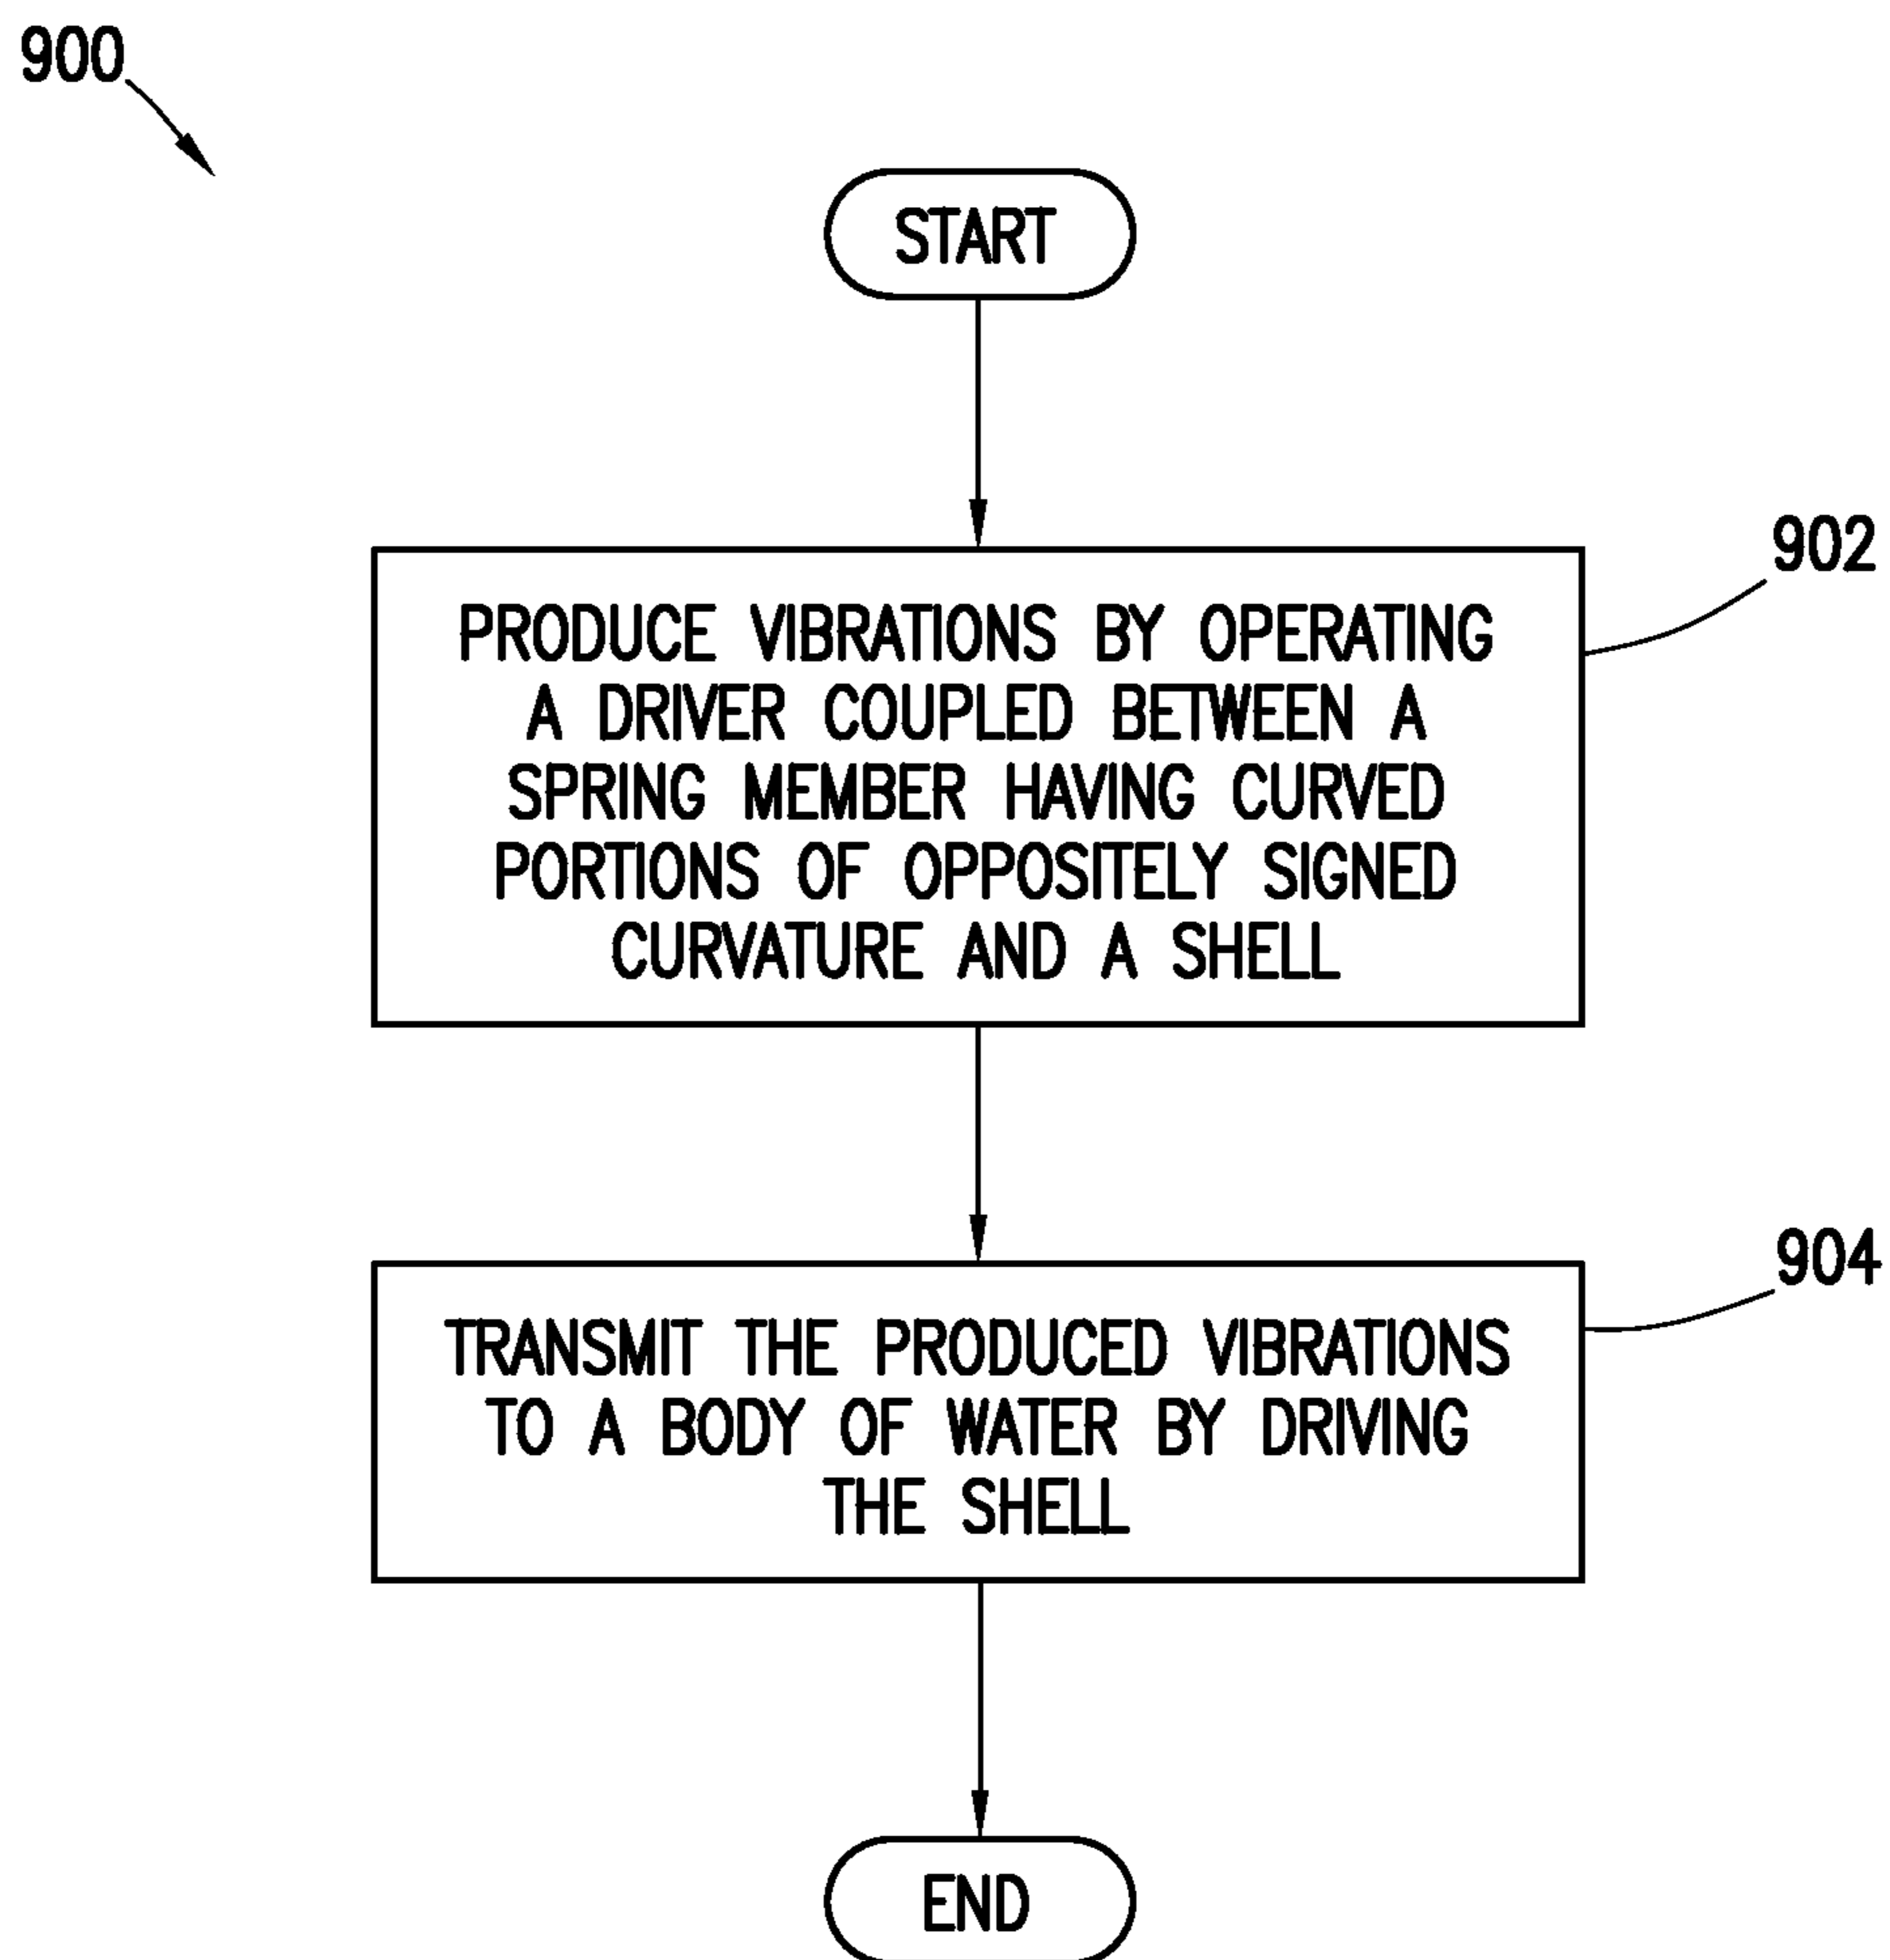 900
START
902
PRODUCE VIBRATIONS BY OPERATING
A DRIVER COUPLED BETWEEN A
SPRING MEMBER HAVING CURVED
PORTIONS OF OPPOSITELY SIGNED
CURVATURE AND A SHELL
904
TRANSMIT THE PRODUCED VIBRATIONS
TO A BODY OF WATER BY DRIVING
THE SHELL
END